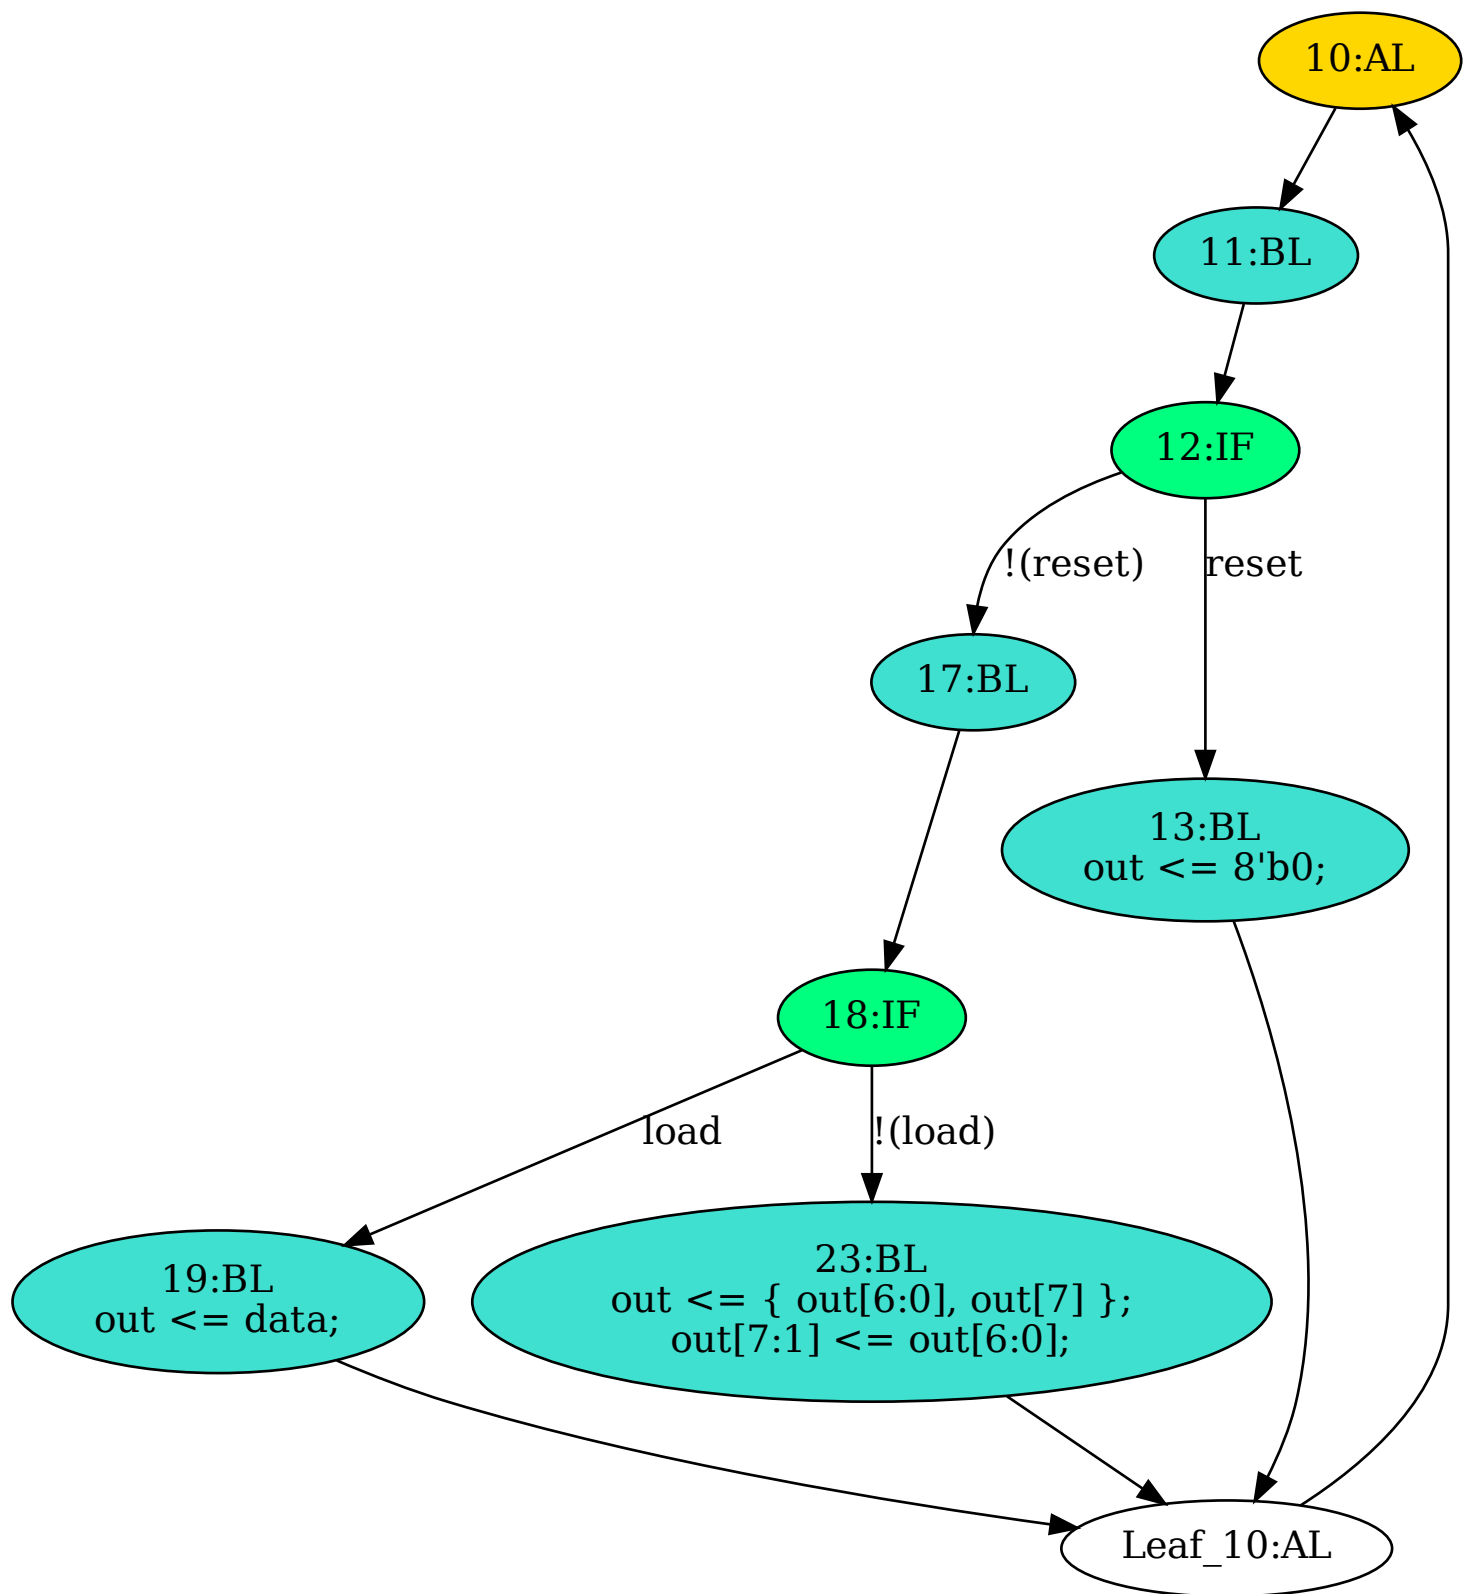 10:AL
11:BL
12:IF
!(reset)
reset
17:BL
13:BL
out <= 8'b0;
18:IF
load
!(load)
19:BL
out <= data;
23:BL
out <= { out[6:0], out[7] };
out[7:1] <= out[6:0];
Leaf_10:AL